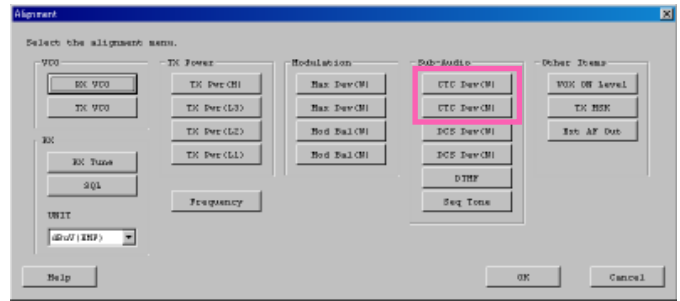 Alignment
Select the alignment menu.
VCO
RX VCO
TX VCO
RX
RX Tune
SQL
UNIT
dBuV(EMF)
TX Power
TX Pwr(H)
TX Pwr(L3)
TX Pwr(L2)
TX Pwr(L1)
Frequency
Modulation
Max Dev(W)
Max Dev(N)
Mod Bal(W)
Mod Bal(N)
Sub-Audio
CTC Dev(W)
CTC Dev(N)
DCS Dev(W)
DCS Dev(N)
DTMF
Seq Tone
Other Items
VOX ON Level
TX MSK
Ext AF Out
Help
OK
Cancel